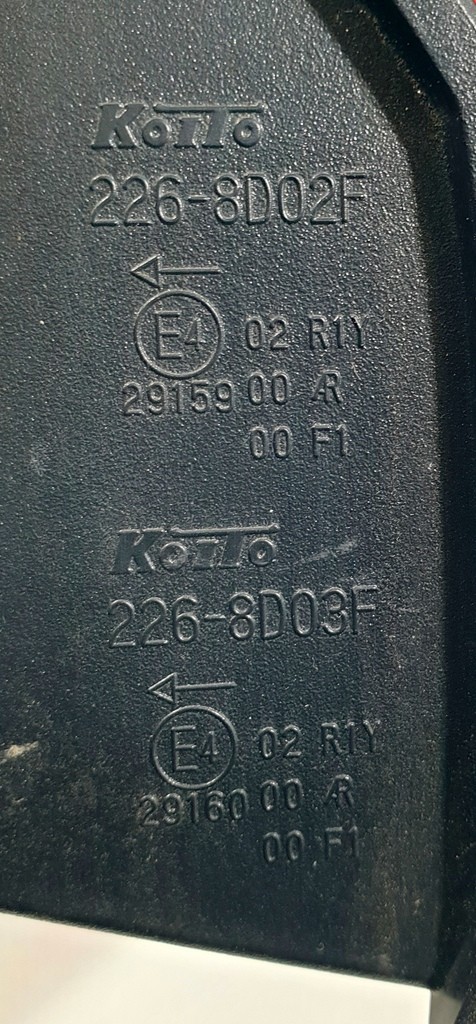 KOITO
226-8D02F
←
E4 02 R1Y
29159 00 AR
00 F1
KOITO
226-8D03F
←
E4 02 R1Y
29160 00 AR
00 F1